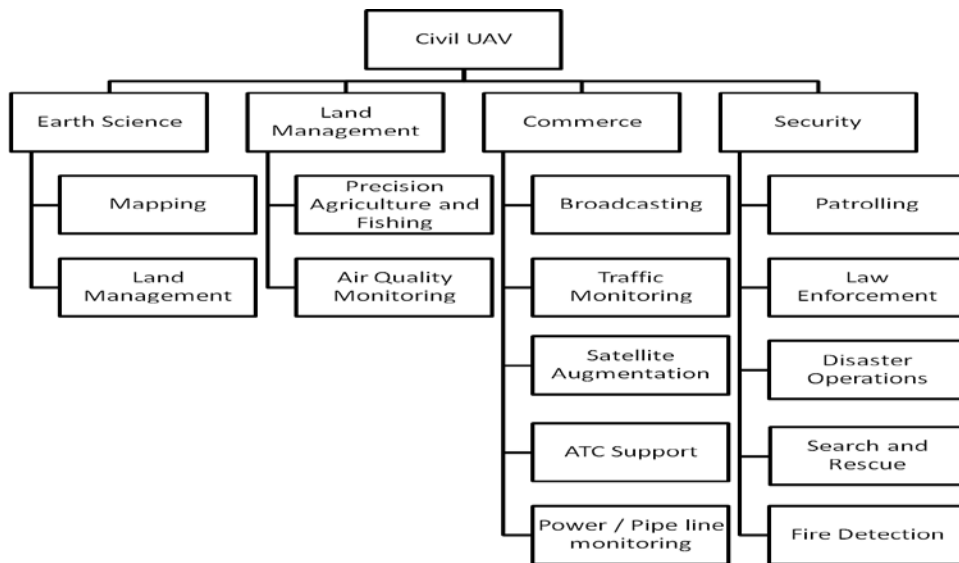 Civil UAV
Earth Science
Land
Management
Commerce
Security
Mapping
Precision
Agriculture and
Fishing
Broadcasting
Patrolling
Land
Management
Air Quality
Monitoring
Traffic
Monitoring
Law
Enforcement
Satellite
Augmentation
Disaster
Operations
ATC Support
Search and
Rescue
Power / Pipe line
monitoring
Fire Detection